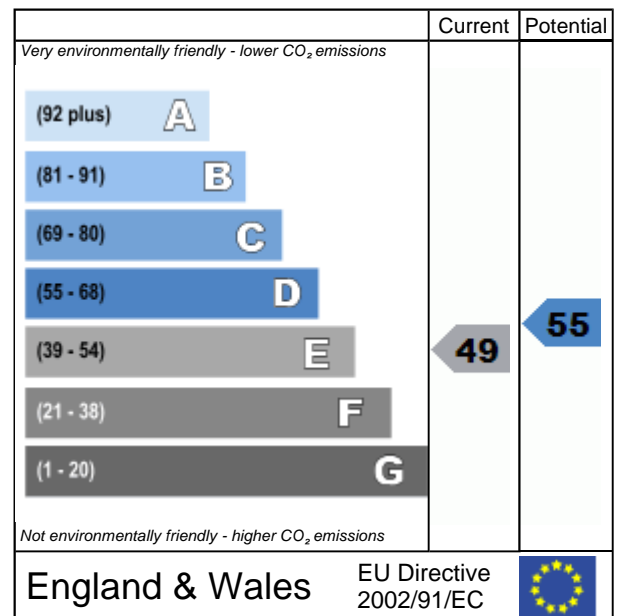 Current Potential
Very environmentally friendly - lower CO₂ emissions
(92 plus) A
(81 - 91) B
(69 - 80) C
(55 - 68) D
55
(39 - 54) E 49
(21 - 38) F
(1 - 20) G
Not environmentally friendly - higher CO₂ emissions
England & Wales
EU Directive
2002/91/EC